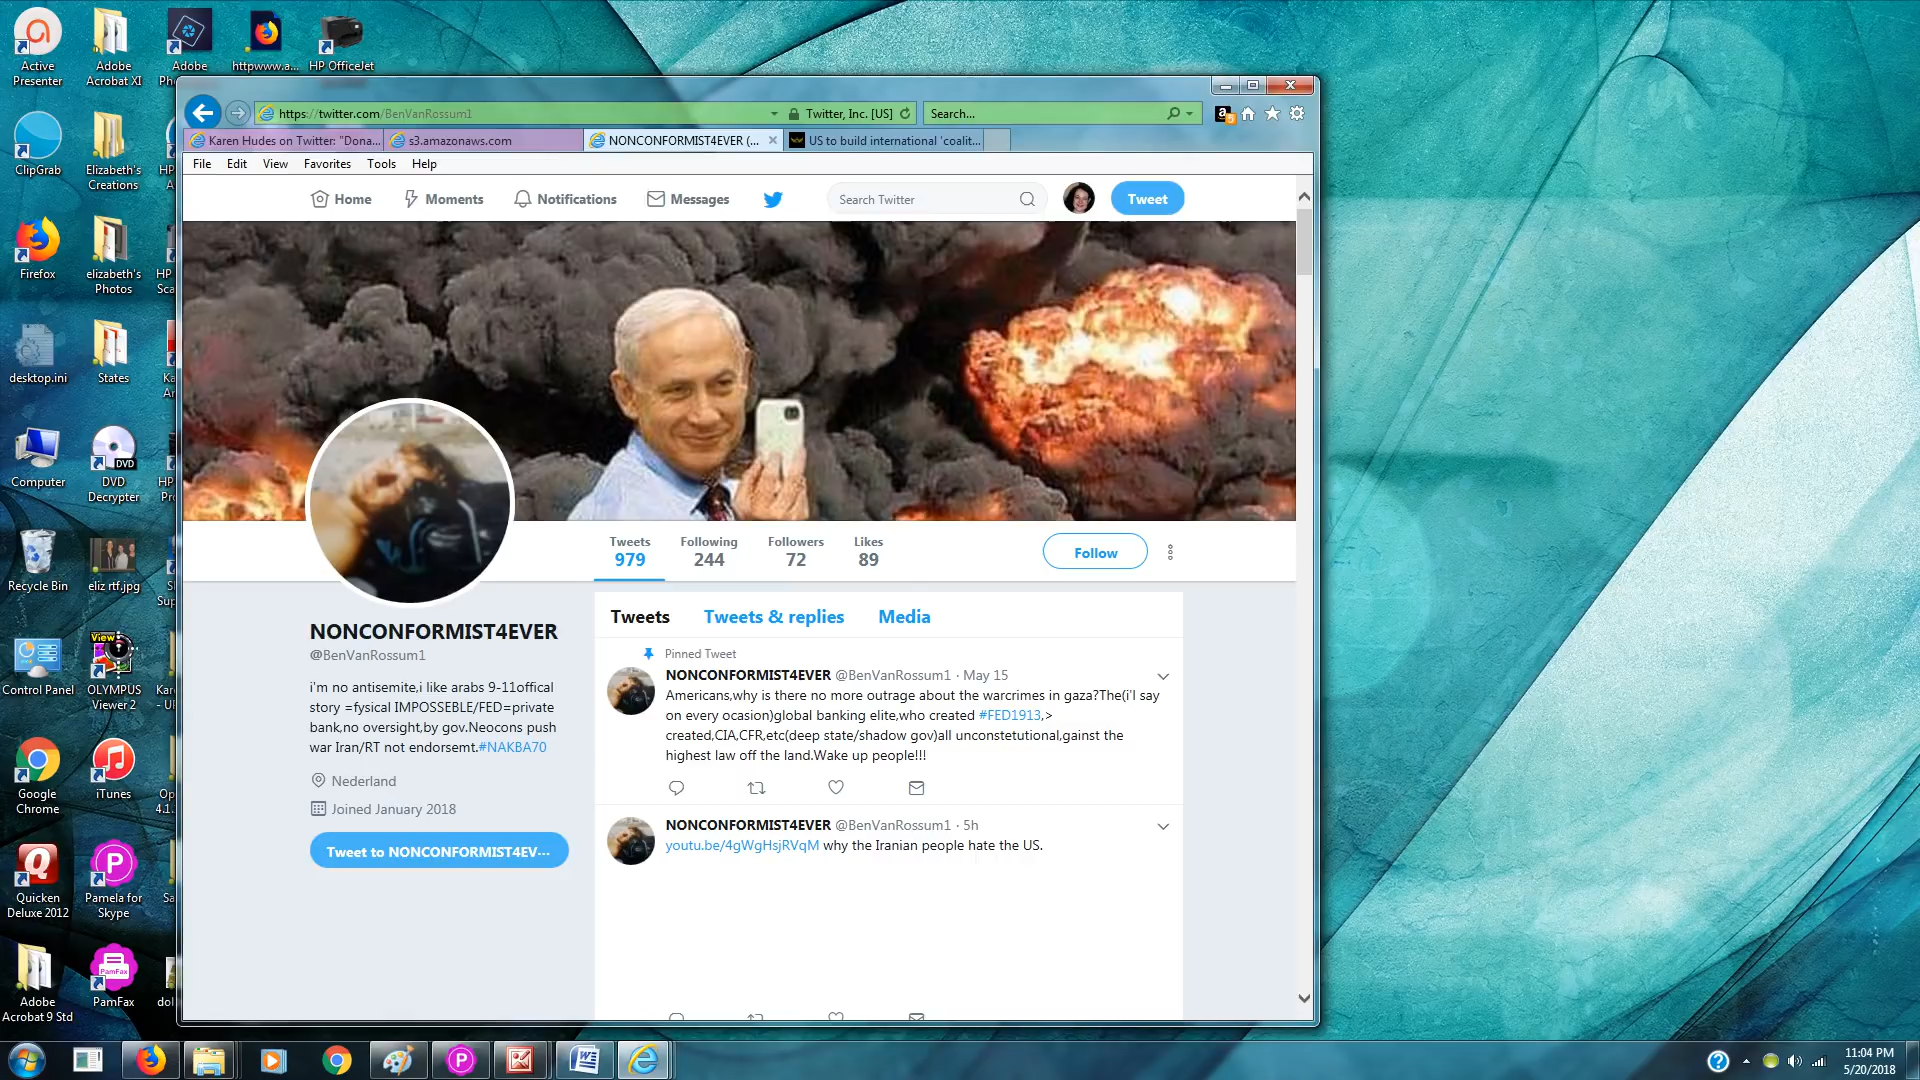 Active
Presenter
Adobe
Acrobat XI
Adobe
httpwww.a...
HP OfficeJet
ClipGrab
Elizabeth's
Creations
Firefox
elizabeth's
Photos
desktop.ini
States
Computer
DVD
DVD
Decrypter
Recycle Bin
eliz rtf.jpg
Control Panel
View
OLYMPUS
Viewer 2
Google
Chrome
iTunes
Quicken
Deluxe 2012
Pamela for
Skype
Adobe
Acrobat 9 Std
PamFax
PamFax
https://twitter.com/BenVanRossum1
Twitter, Inc. [US]
Search...
Karen Hudes on Twitter: "Dona...
s3.amazonaws.com
NONCONFORMIST4EVER (...
US to build international 'coalit...
File Edit View Favorites Tools Help
Home Moments Notifications Messages
Search Twitter
Tweet
Tweets Following Followers Likes
979 244 72 89
Follow
NONCONFORMIST4EVER
@BenVanRossum1
i'm no antisemite,i like arabs 9-11offical
story =fysical IMPOSSEBLE/FED=private
bank,no oversight,by gov.Neocons push
war Iran/RT not endorsemt.#NAKBA70
Nederland
Joined January 2018
Tweet to NONCONFORMIST4EV...
Tweets Tweets & replies Media
Pinned Tweet
NONCONFORMIST4EVER @BenVanRossum1 · May 15
Americans,why is there no more outrage about the warcrimes in gaza?The(i'l say
on every ocasion)global banking elite,who created #FED1913,>
created,CIA,CFR,etc(deep state/shadow gov)all unconstetutional,gainst the
highest law off the land.Wake up people!!!
NONCONFORMIST4EVER @BenVanRossum1 · 5h
youtu.be/4gWgHsjRVqM why the Iranian people hate the US.
11:04 PM
5/20/2018